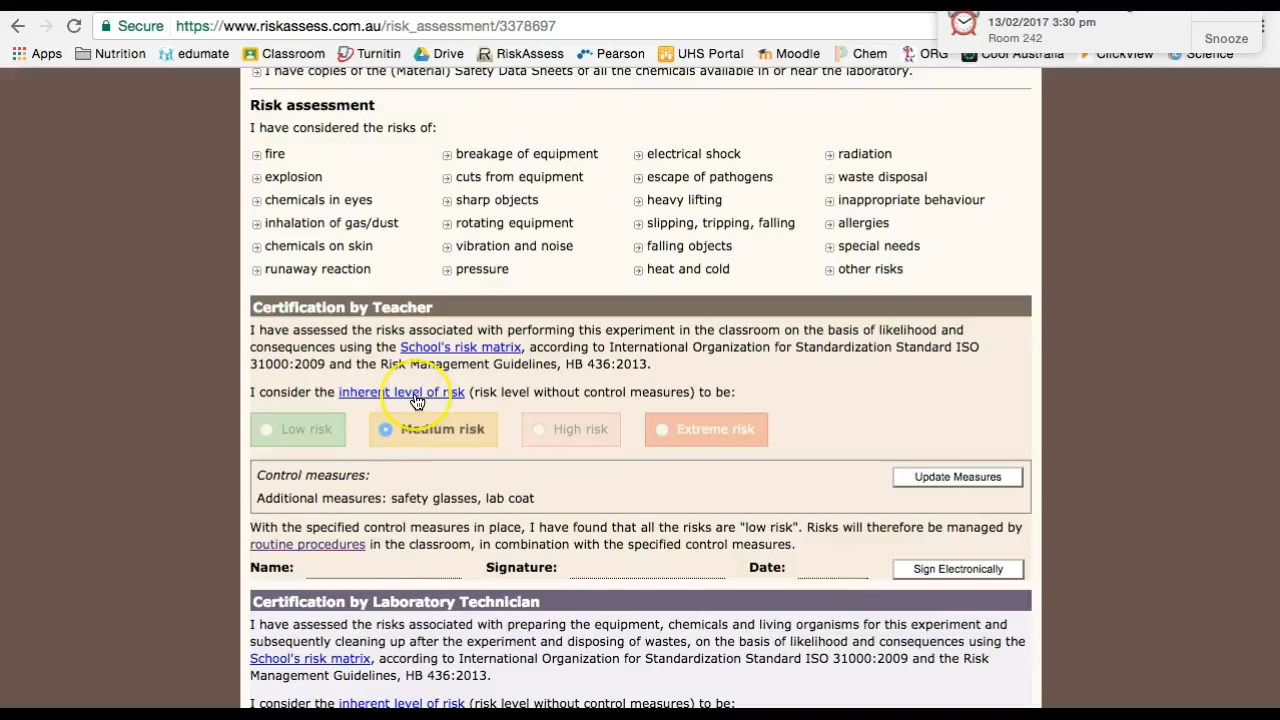 Secure https://www.riskassess.com.au/risk_assessment/3378697
13/02/2017 3:30 pm
Room 242
Snooze
Apps Nutrition edumate Classroom Turnitin Drive RiskAssess Pearson UHS Portal Moodle Chem ORG Cool Australia ClickView Science
I have copies of the (Material) Safety Data Sheets of all the chemicals available in or near the laboratory.
Risk assessment
I have considered the risks of:
fire breakage of equipment electrical shock radiation
explosion cuts from equipment escape of pathogens waste disposal
chemicals in eyes sharp objects heavy lifting inappropriate behaviour
inhalation of gas/dust rotating equipment slipping, tripping, falling allergies
chemicals on skin vibration and noise falling objects special needs
runaway reaction pressure heat and cold other risks
Certification by Teacher
I have assessed the risks associated with performing this experiment in the classroom on the basis of likelihood and
consequences using the School's risk matrix, according to International Organization for Standardization Standard ISO
31000:2009 and the Risk Management Guidelines, HB 436:2013.
I consider the inherent level of risk (risk level without control measures) to be:
Low risk Medium risk High risk Extreme risk
Control measures:
Update Measures
Additional measures: safety glasses, lab coat
With the specified control measures in place, I have found that all the risks are "low risk". Risks will therefore be managed by
routine procedures in the classroom, in combination with the specified control measures.
Name: Signature: Date: Sign Electronically
Certification by Laboratory Technician
I have assessed the risks associated with preparing the equipment, chemicals and living organisms for this experiment and
subsequently cleaning up after the experiment and disposing of wastes, on the basis of likelihood and consequences using the
School's risk matrix, according to International Organization for Standardization Standard ISO 31000:2009 and the Risk
Management Guidelines, HB 436:2013.
I consider the inherent level of risk (risk level without control measures) to be: